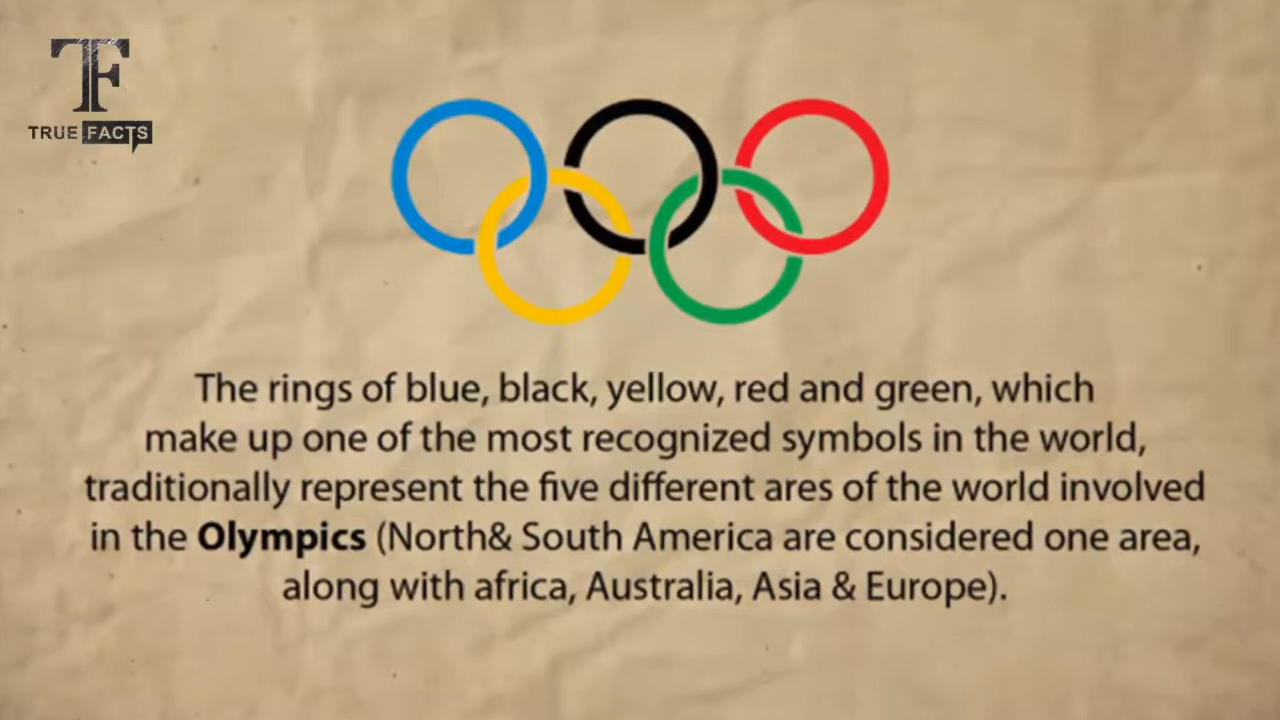 TF
TRUE FACTS
The rings of blue, black, yellow, red and green, which
make up one of the most recognized symbols in the world,
traditionally represent the five different ares of the world involved
in the Olympics (North& South America are considered one area,
along with africa, Australia, Asia & Europe).